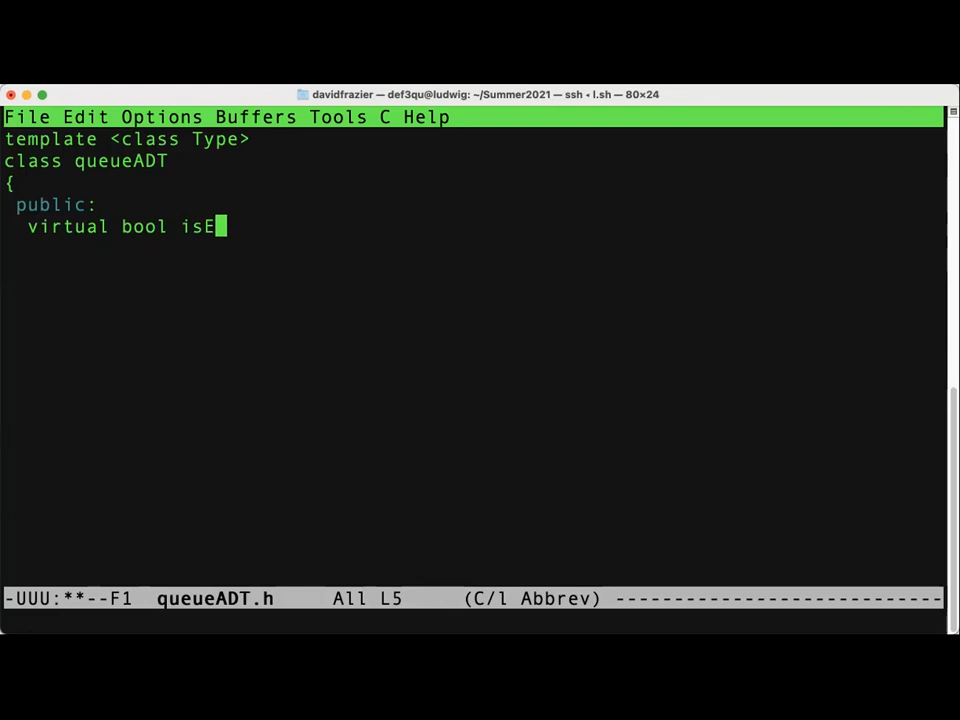 davidfrazier — def3qu@ludwig: ~/Summer2021 — ssh • l.sh — 80×24
File Edit Options Buffers Tools C Help
template <class Type>
class queueADT
{
public:
virtual bool isE
-UUU:**--F1 queueADT.h All L5 (C/l Abbrev) ----------------------------